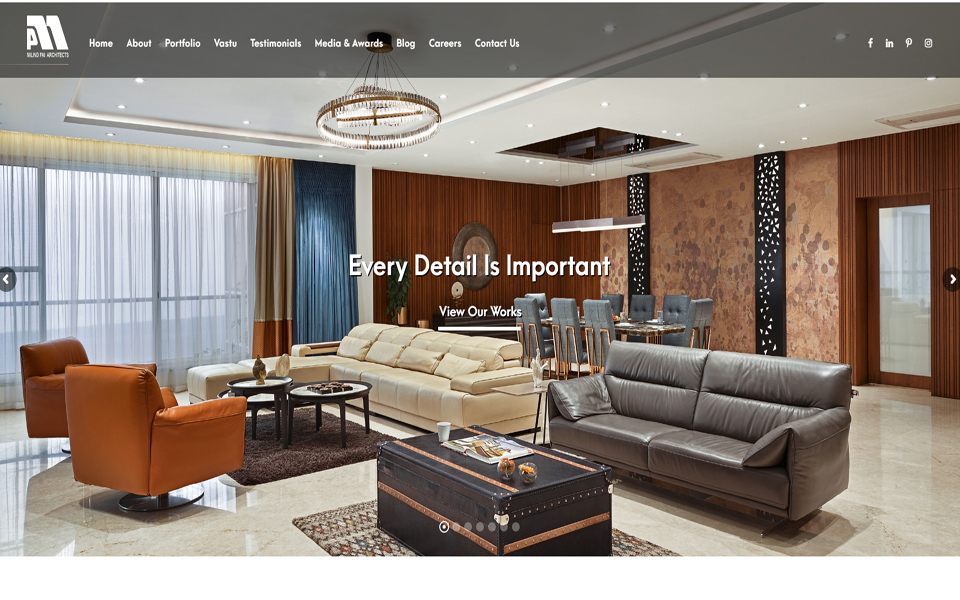 MILIND PAI ARCHITECTS
Home About Portfolio Vastu Testimonials Media & Awards Blog Careers Contact Us
Every Detail Is Important
View Our Works